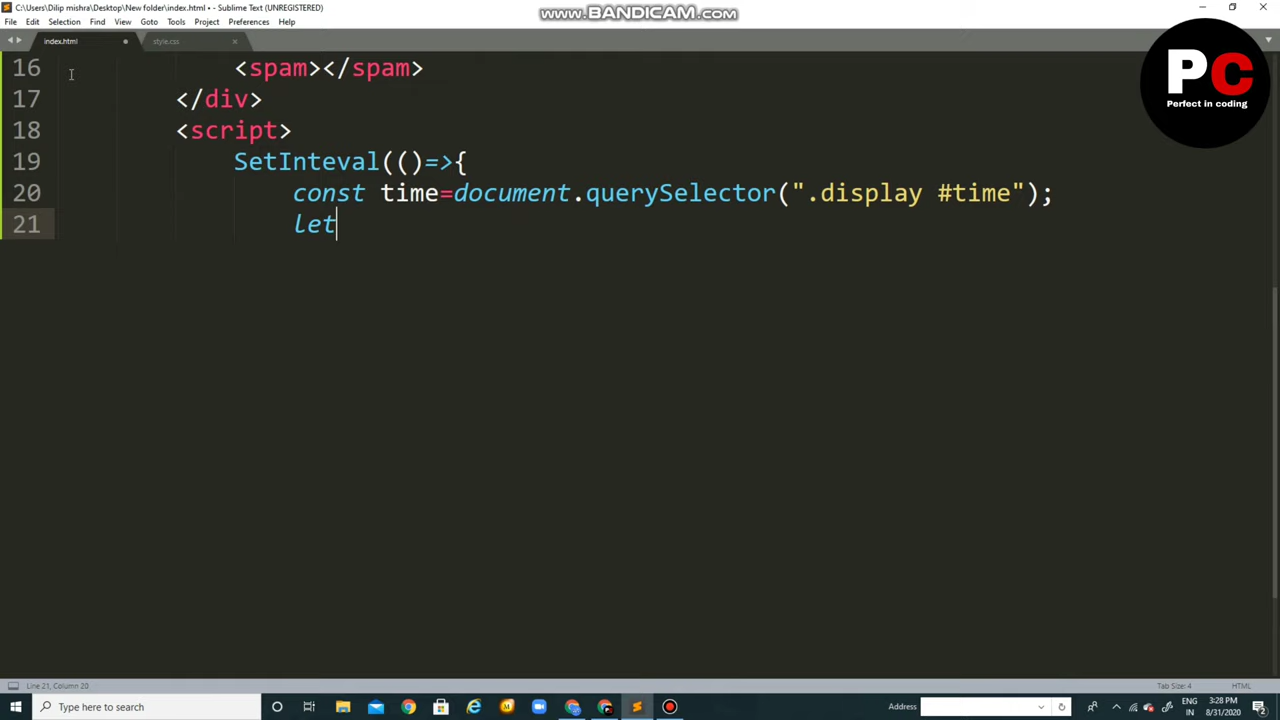 C:\Users\Dilip mishra\Desktop\New folder\index.html • - Sublime Text (UNREGISTERED)
www.BANDICAM.com
File Edit Selection Find View Goto Tools Project Preferences Help
index.html style.css
PC
Perfect in coding
16 <spam></spam>
17 </div>
18 <script>
19 SetInteval(()=>{
20 const time=document.querySelector(".display #time");
21 let
Line 21, Column 20 Tab Size: 4 HTML
Type here to search Address ENG 3:28 PM
IN 8/31/2020